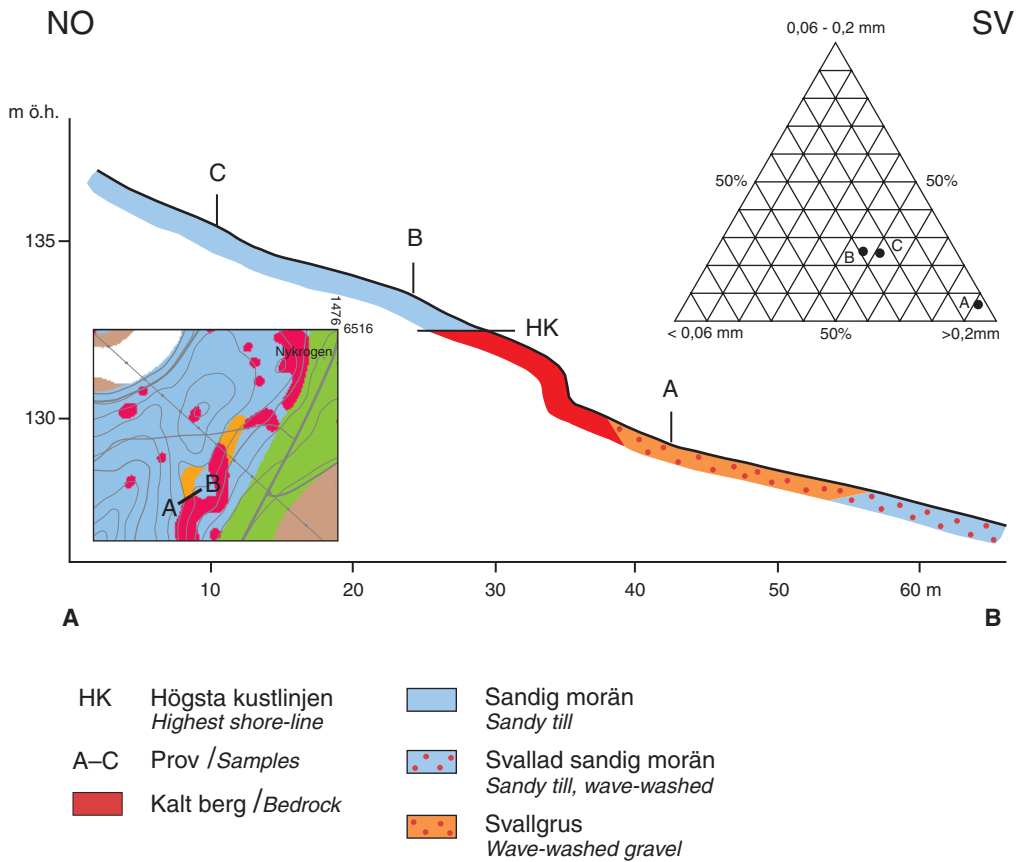 NO
SV
0,06 - 0,2 mm
m ö.h.
50%
50%
C
135
B
B
C
1476
6516
HK
A
< 0,06 mm
50%
>0,2mm
Nykrogen
A
130
B
A
10
20
30
40
50
60 m
A
B
HK
Högsta kustlinjen
Highest shore-line
A–C
Prov / Samples
Kalt berg / Bedrock
Sandig morän
Sandy till
Svallad sandig morän
Sandy till, wave-washed
Svallgrus
Wave-washed gravel